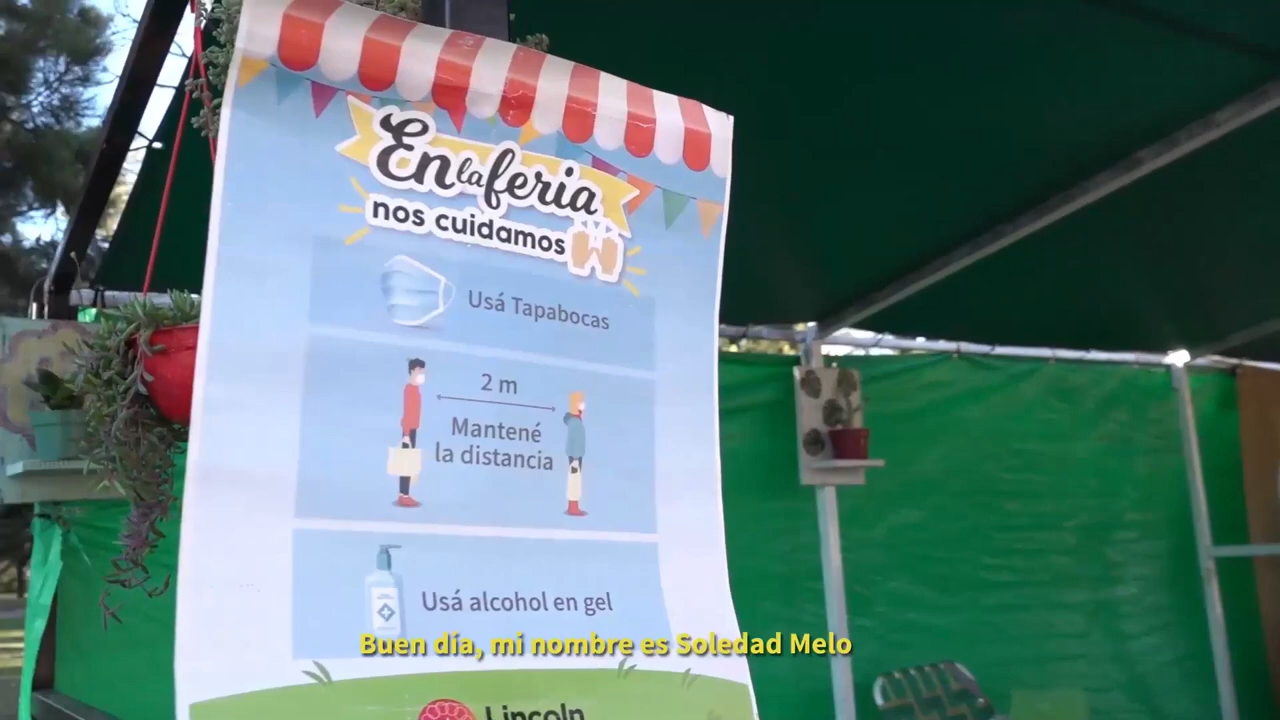 En la feria
nos cuidamos
Usá Tapabocas
2 m
Mantené
la distancia
Usá alcohol en gel
Buen día, mi nombre es Soledad Melo
Lincoln